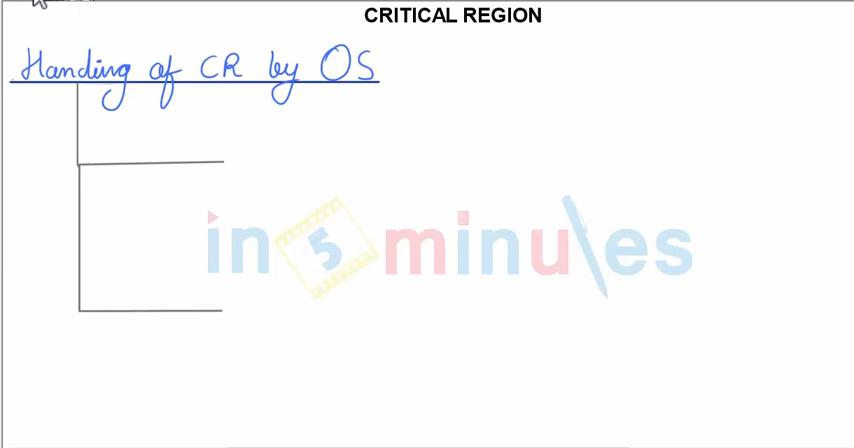 CRITICAL REGION
Handing of CR by OS
in 5 minutes